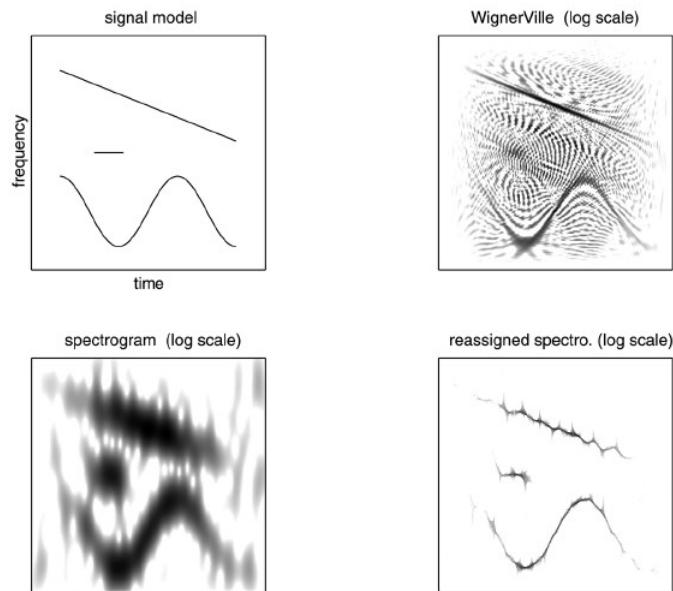 signal model
WignerVille (log scale)
frequency
time
spectrogram (log scale)
reassigned spectro. (log scale)